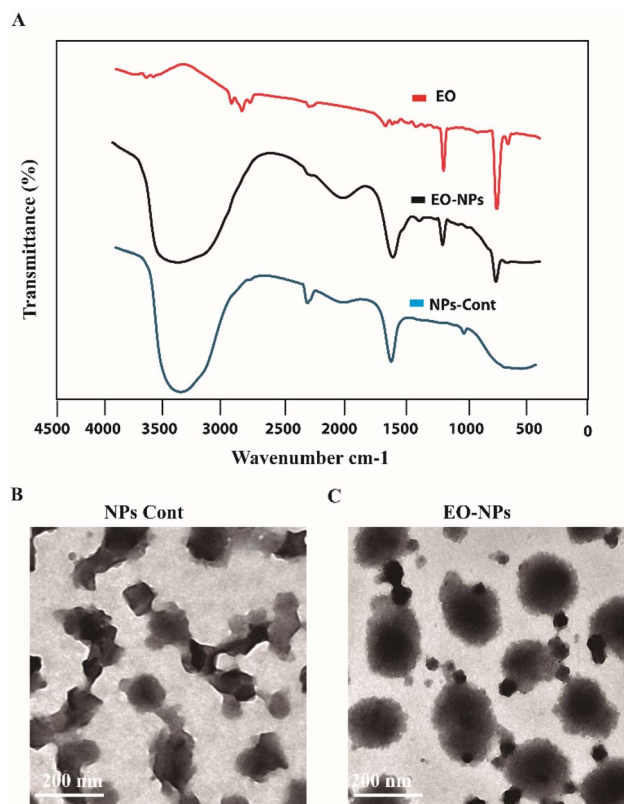 A
Transmittance (%)
EO
EO-NPs
NPs-Cont
4500 4000 3500 3000 2500 2000 1500 1000 500 0
Wavenumber cm-1
B
NPs Cont
200 nm
C
EO-NPs
200 nm